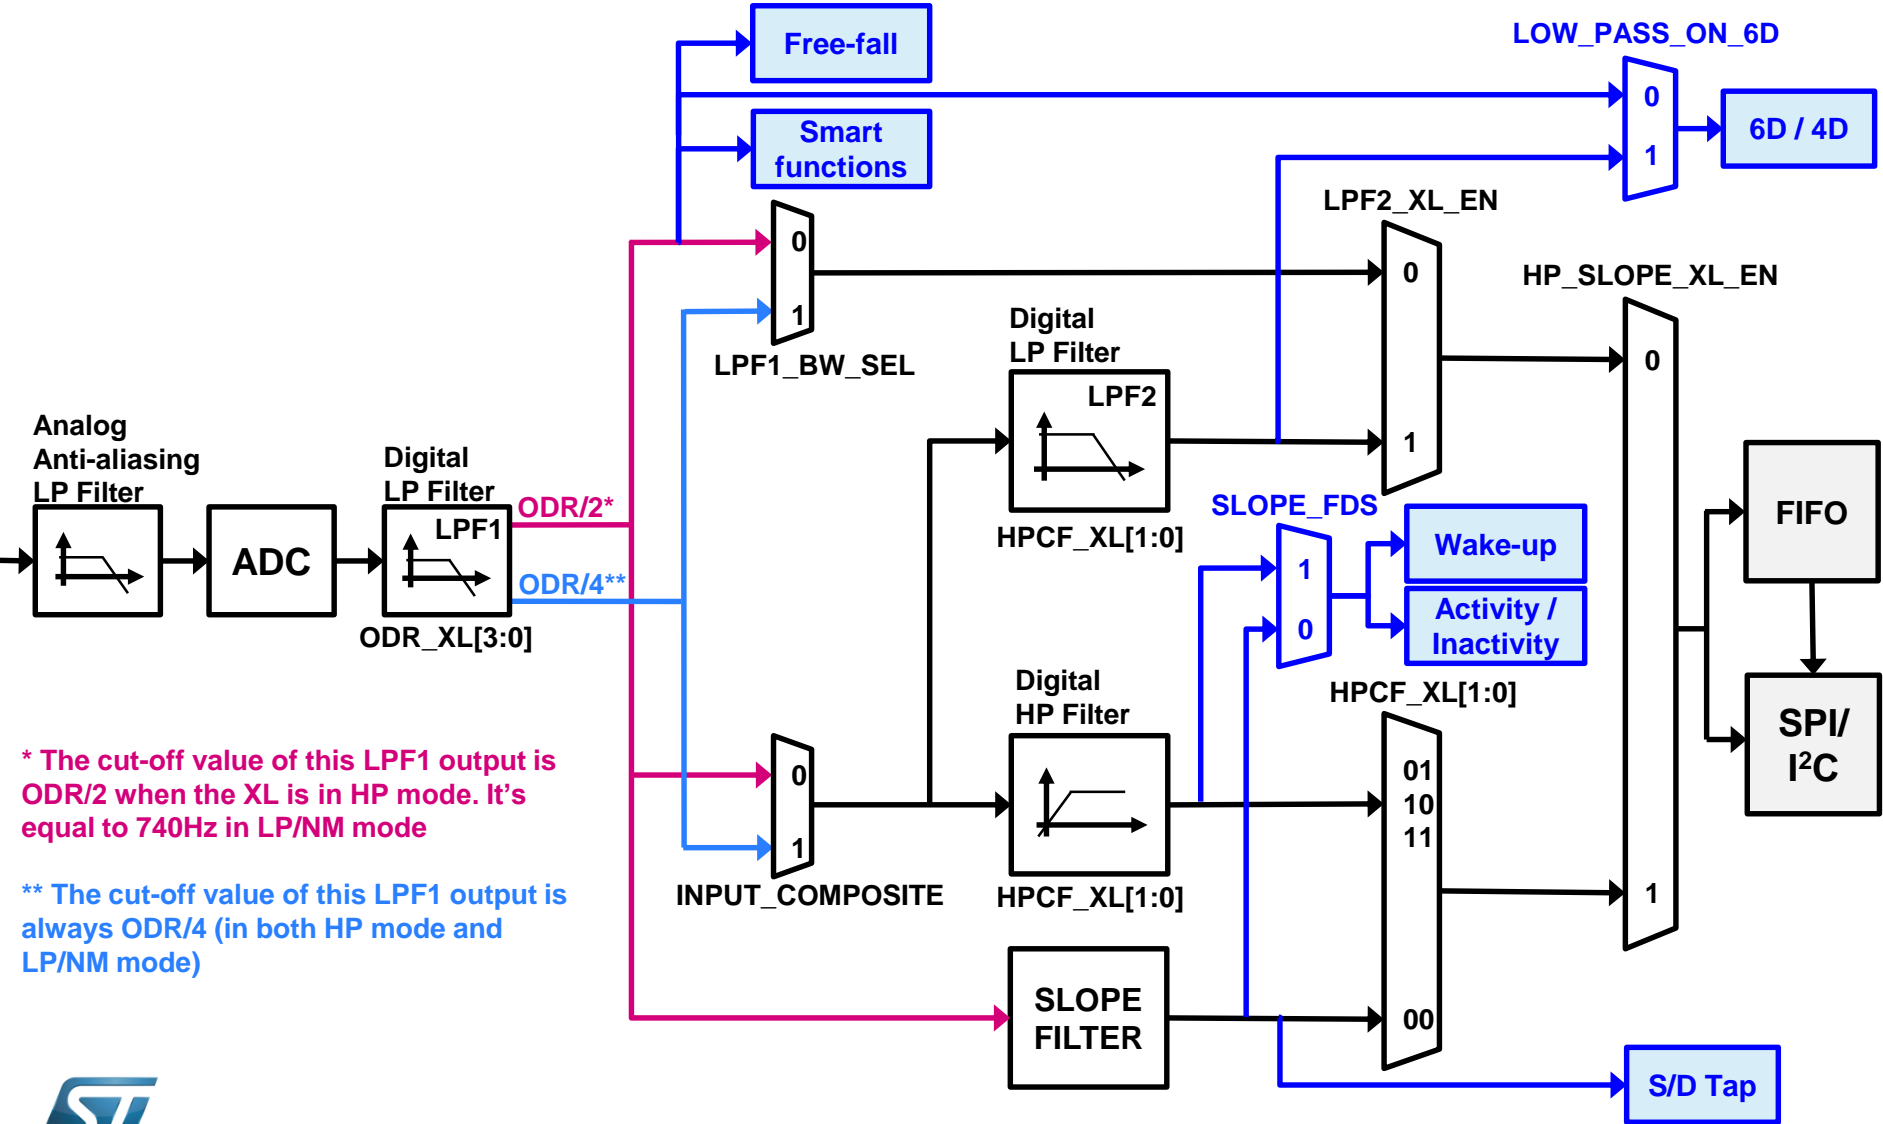 Free-fall
LOW_PASS_ON_6D
0
Smart
functions
6D / 4D
1
LPF2_XL_EN
0
0
HP_SLOPE_XL_EN
1
Digital
LP Filter
LPF1_BW_SEL
0
LPF2
Analog
Anti-aliasing
LP Filter
Digital
LP Filter
1
ODR/2*
SLOPE_FDS
FIFO
LPF1
HPCF_XL[1:0]
Wake-up
ADC
ODR/4**
1
Activity /
Inactivity
0
ODR_XL[3:0]
Digital
HP Filter
HPCF_XL[1:0]
SPI/
I²C
* The cut-off value of this LPF1 output is
ODR/2 when the XL is in HP mode. It's
equal to 740Hz in LP/NM mode
0
01
10
11
1
** The cut-off value of this LPF1 output is
always ODR/4 (in both HP mode and
LP/NM mode)
INPUT_COMPOSITE
HPCF_XL[1:0]
1
SLOPE
FILTER
00
S/D Tap
ST